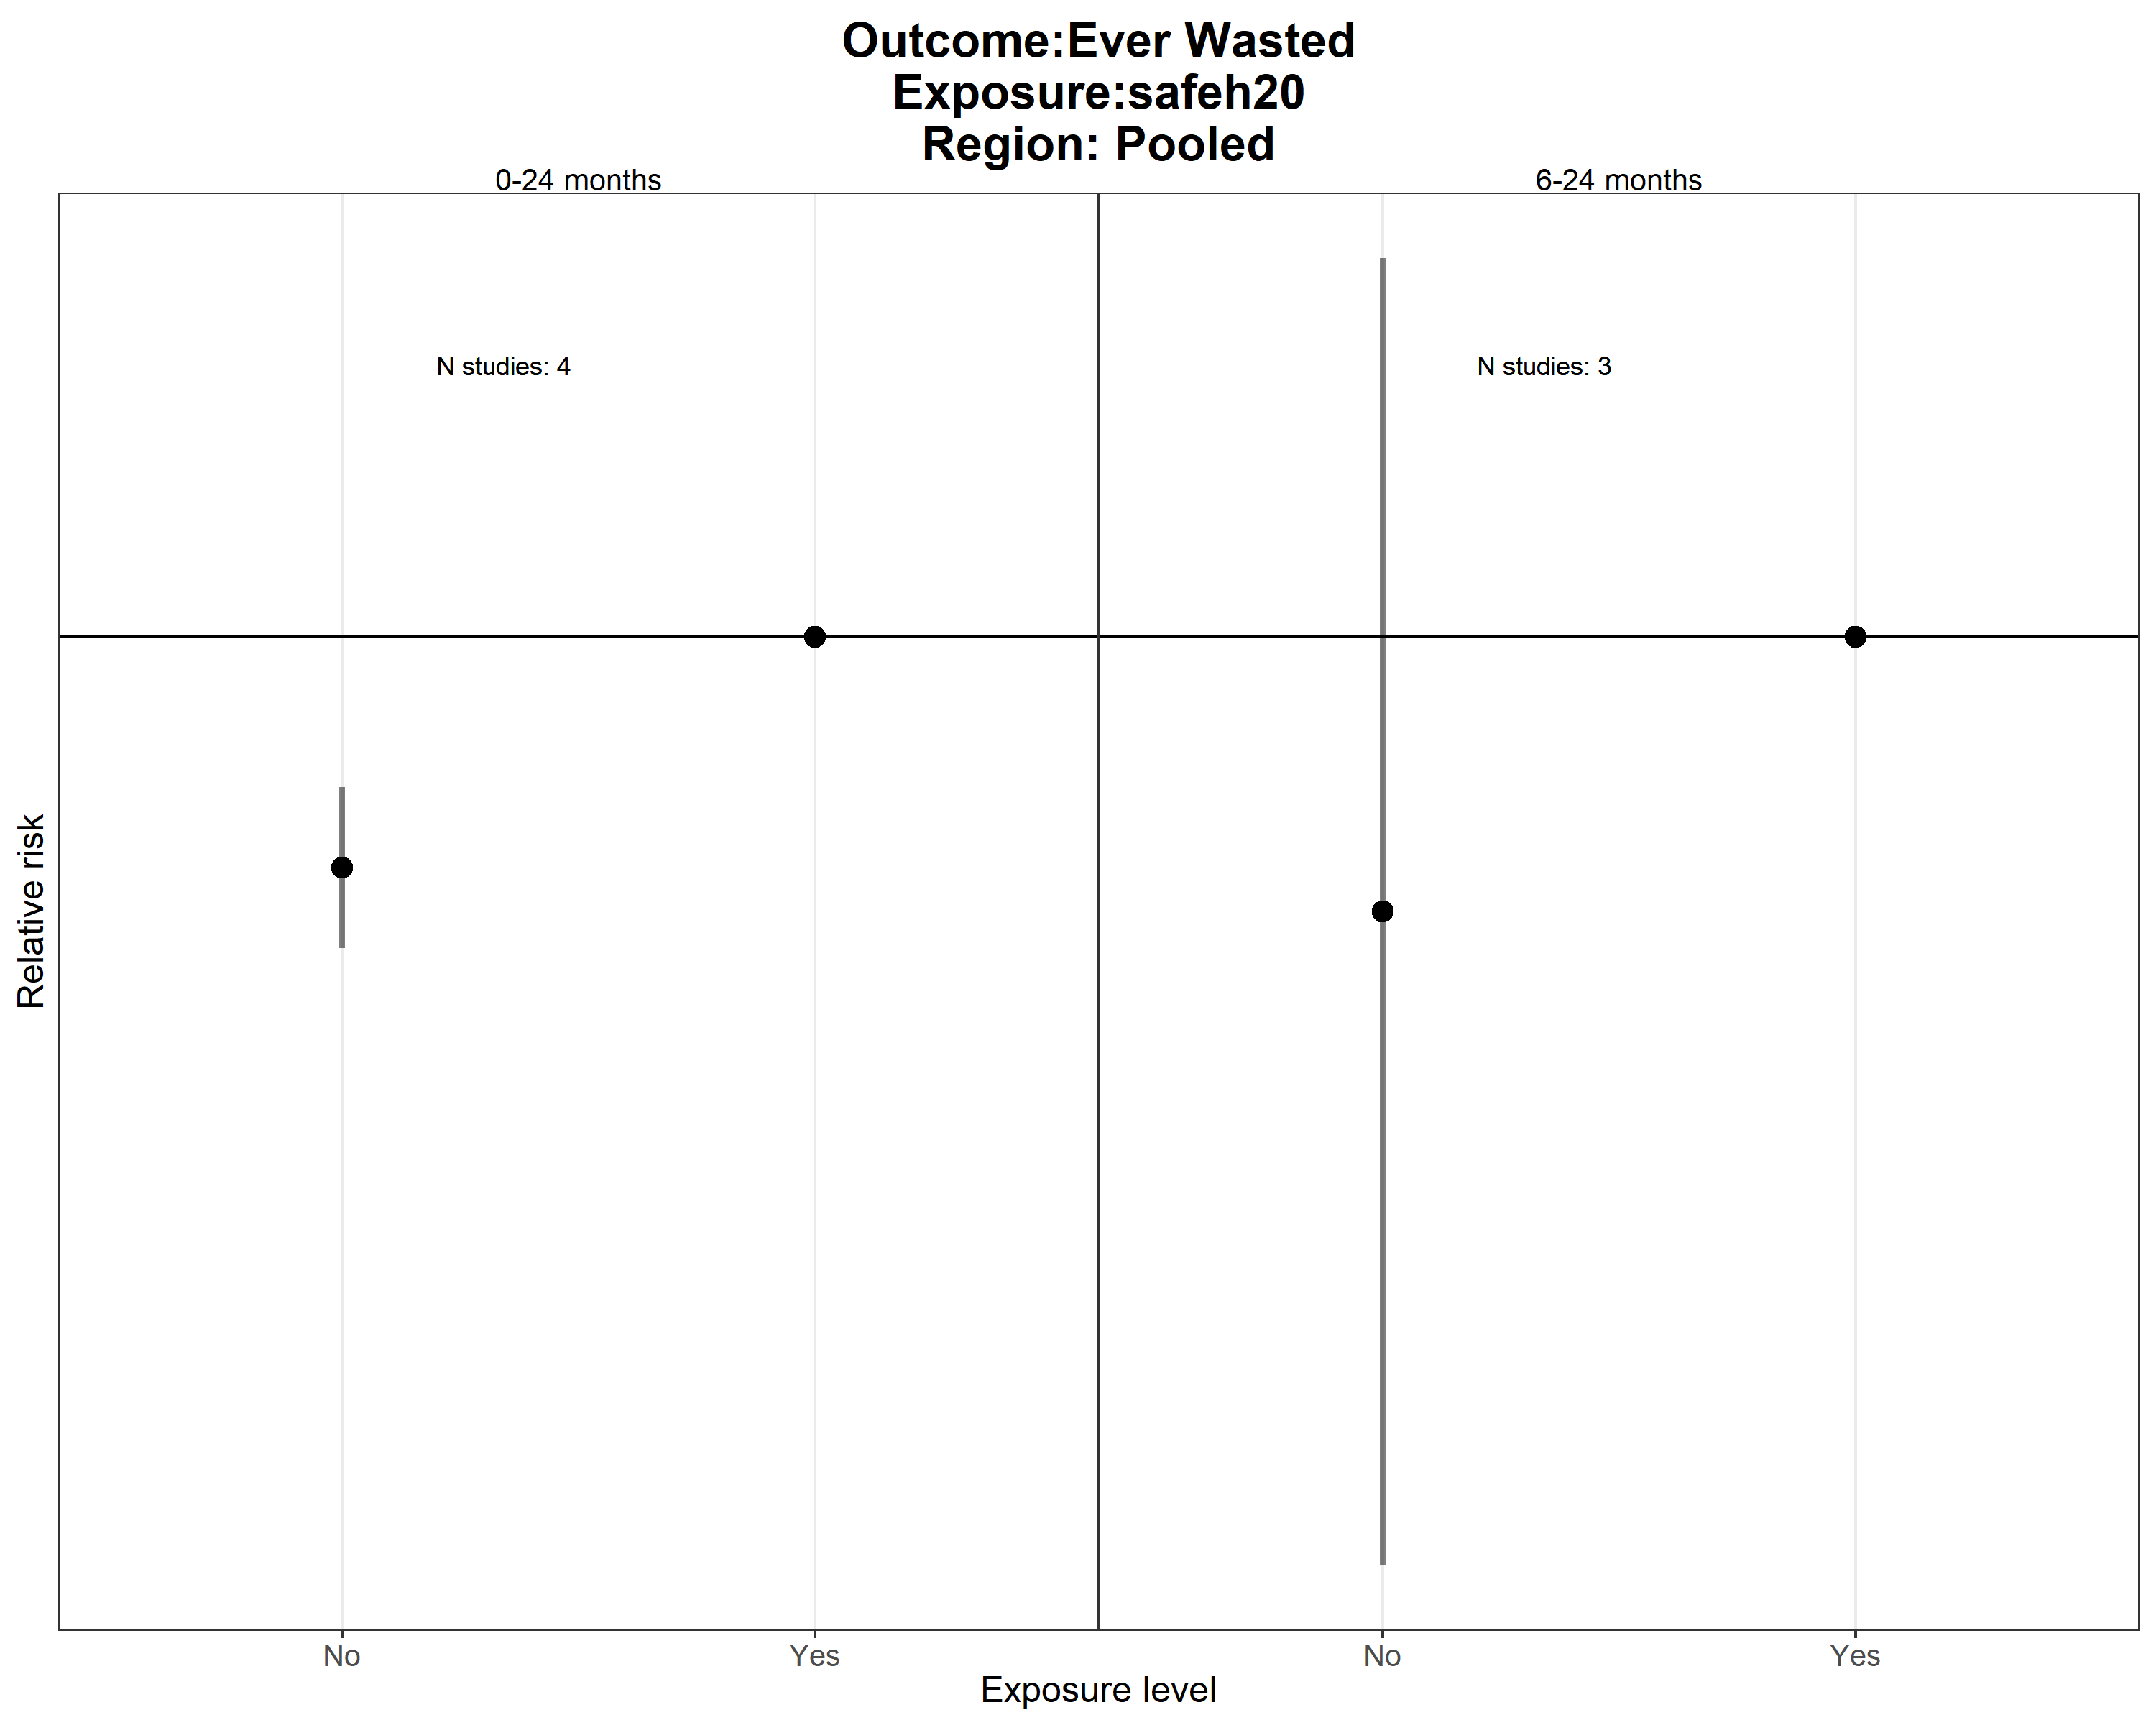 Outcome:Ever Wasted
Exposure:safeh20
Region: Pooled
0-24 months
6-24 months
N studies: 4
N studies: 3
Relative risk
No
Yes
No
Yes
Exposure level